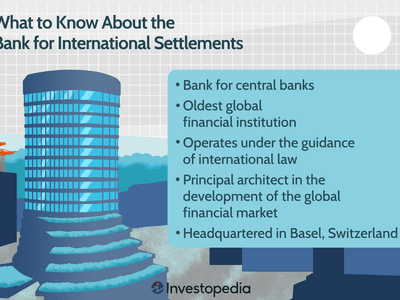 What to Know About the
Bank for International Settlements
• Bank for central banks
• Oldest global
financial institution
• Operates under the guidance
of international law
• Principal architect in the
development of the global
financial market
• Headquartered in Basel, Switzerland
Investopedia